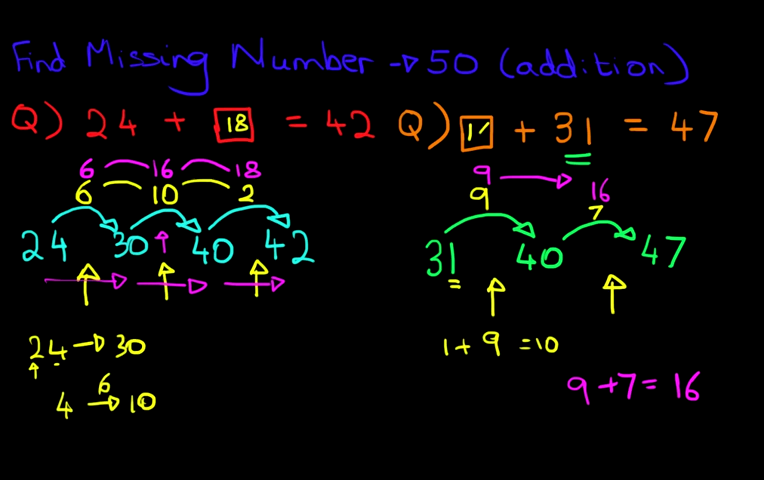 Find Missing Number → 50 (addition)
Q) 24 + 18 = 42
6 16 18
6 10 2
24 30 40 42
24 → 30
6
4 → 10
Q) + 31 = 47
9 → 16
9 7
31 40 47
1 + 9 = 10
9 + 7 = 16